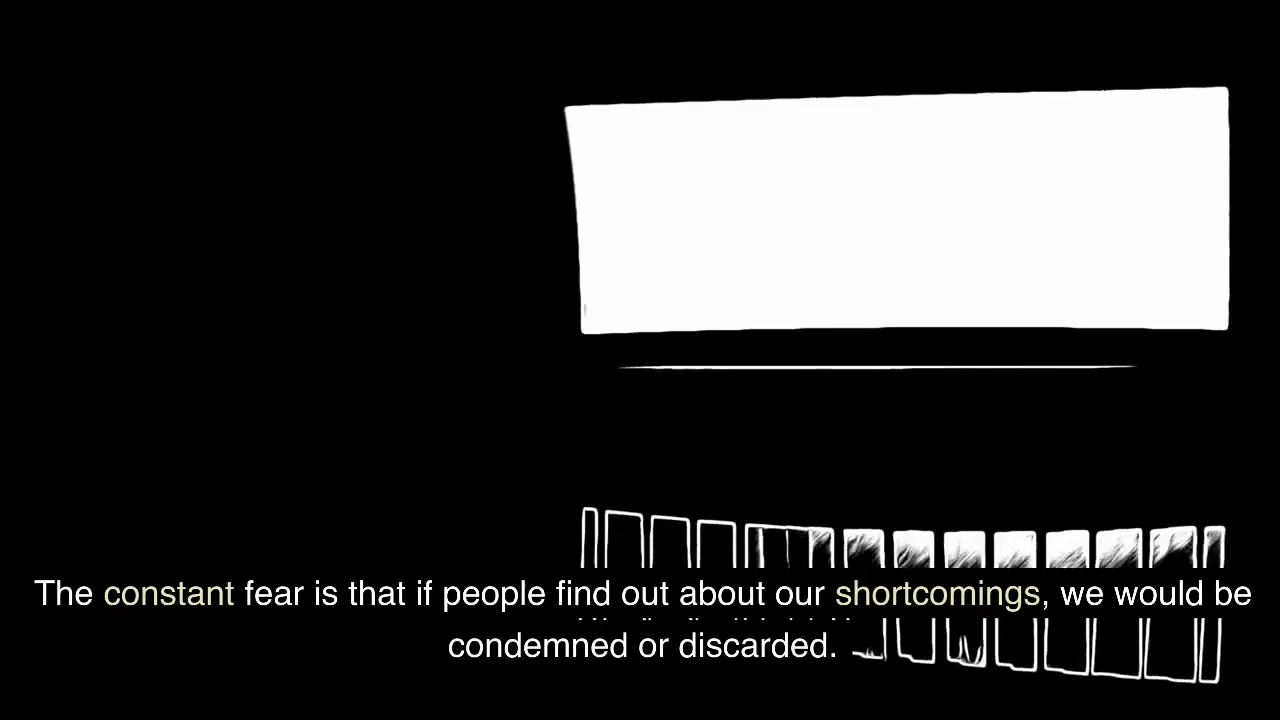 The constant fear is that if people find out about our shortcomings, we would be
condemned or discarded.